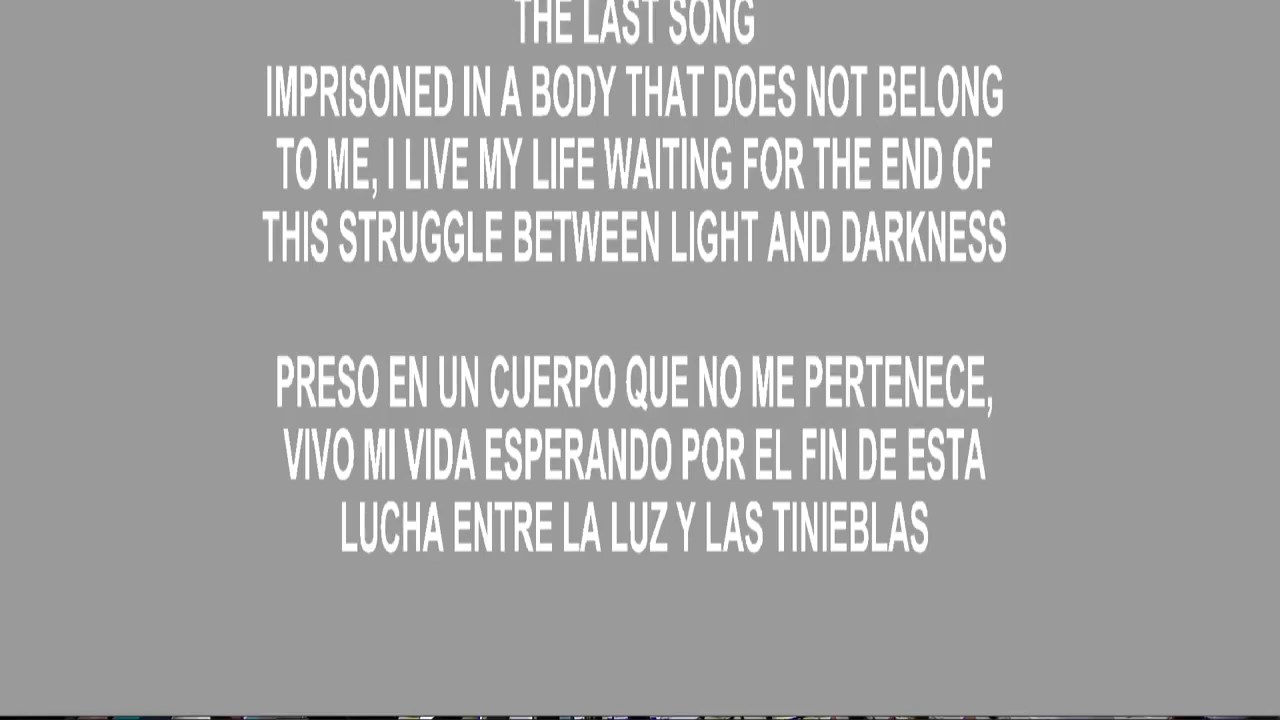 THE LAST SONG
IMPRISONED IN A BODY THAT DOES NOT BELONG
TO ME, I LIVE MY LIFE WAITING FOR THE END OF
THIS STRUGGLE BETWEEN LIGHT AND DARKNESS
PRESO EN UN CUERPO QUE NO ME PERTENECE,
VIVO MI VIDA ESPERANDO POR EL FIN DE ESTA
LUCHA ENTRE LA LUZ Y LAS TINIEBLAS